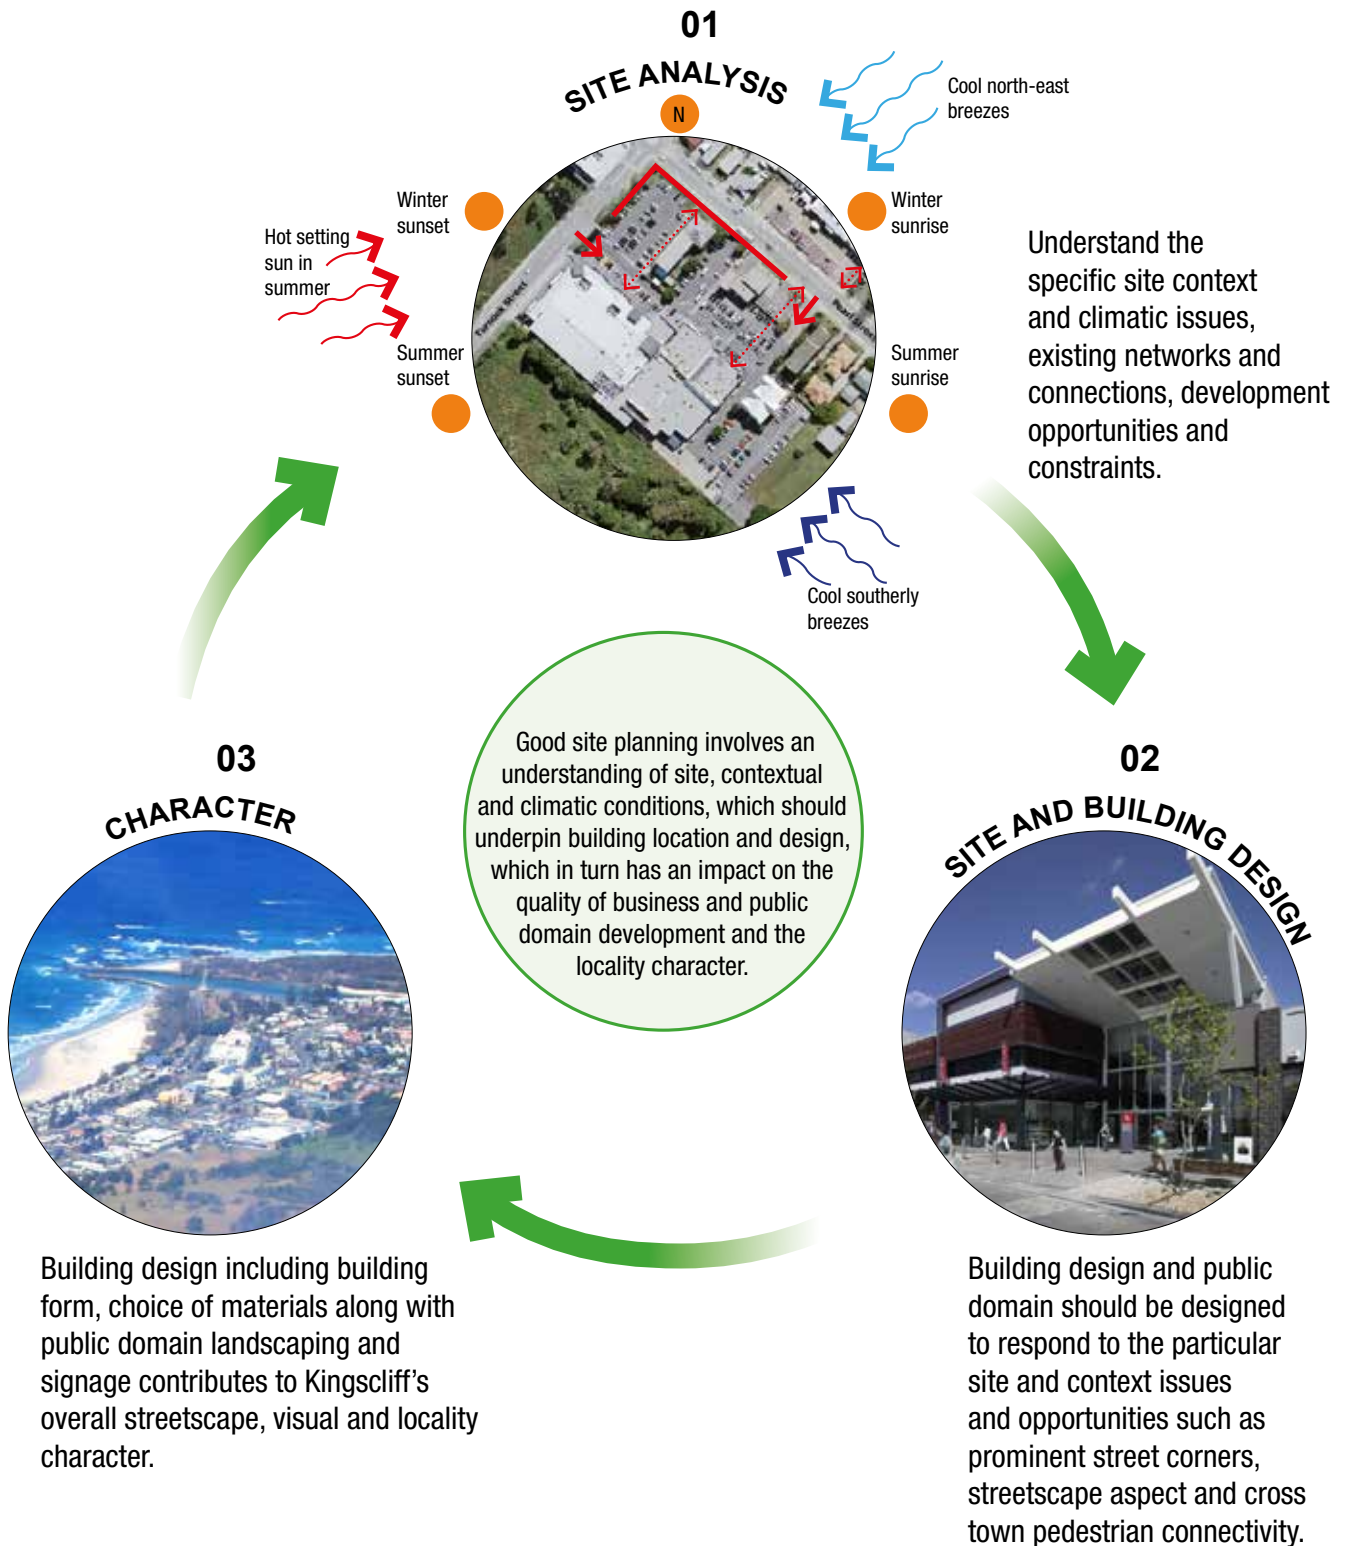 01
SITE ANALYSIS
N
Cool north-east
breezes
Winter
sunset
Winter
sunrise
Hot setting
sun in
summer
Summer
sunset
Summer
sunrise
Turnock Street
Cool southerly
breezes
Understand the
specific site context
and climatic issues,
existing networks and
connections, development
opportunities and
constraints.
Good site planning involves an
understanding of site, contextual
and climatic conditions, which should
underpin building location and design,
which in turn has an impact on the
quality of business and public
domain development and the
locality character.
02
SITE AND BUILDING DESIGN
Building design and public
domain should be designed
to respond to the particular
site and context issues
and opportunities such as
prominent street corners,
streetscape aspect and cross
town pedestrian connectivity.
03
CHARACTER
Building design including building
form, choice of materials along with
public domain landscaping and
signage contributes to Kingscliff's
overall streetscape, visual and locality
character.